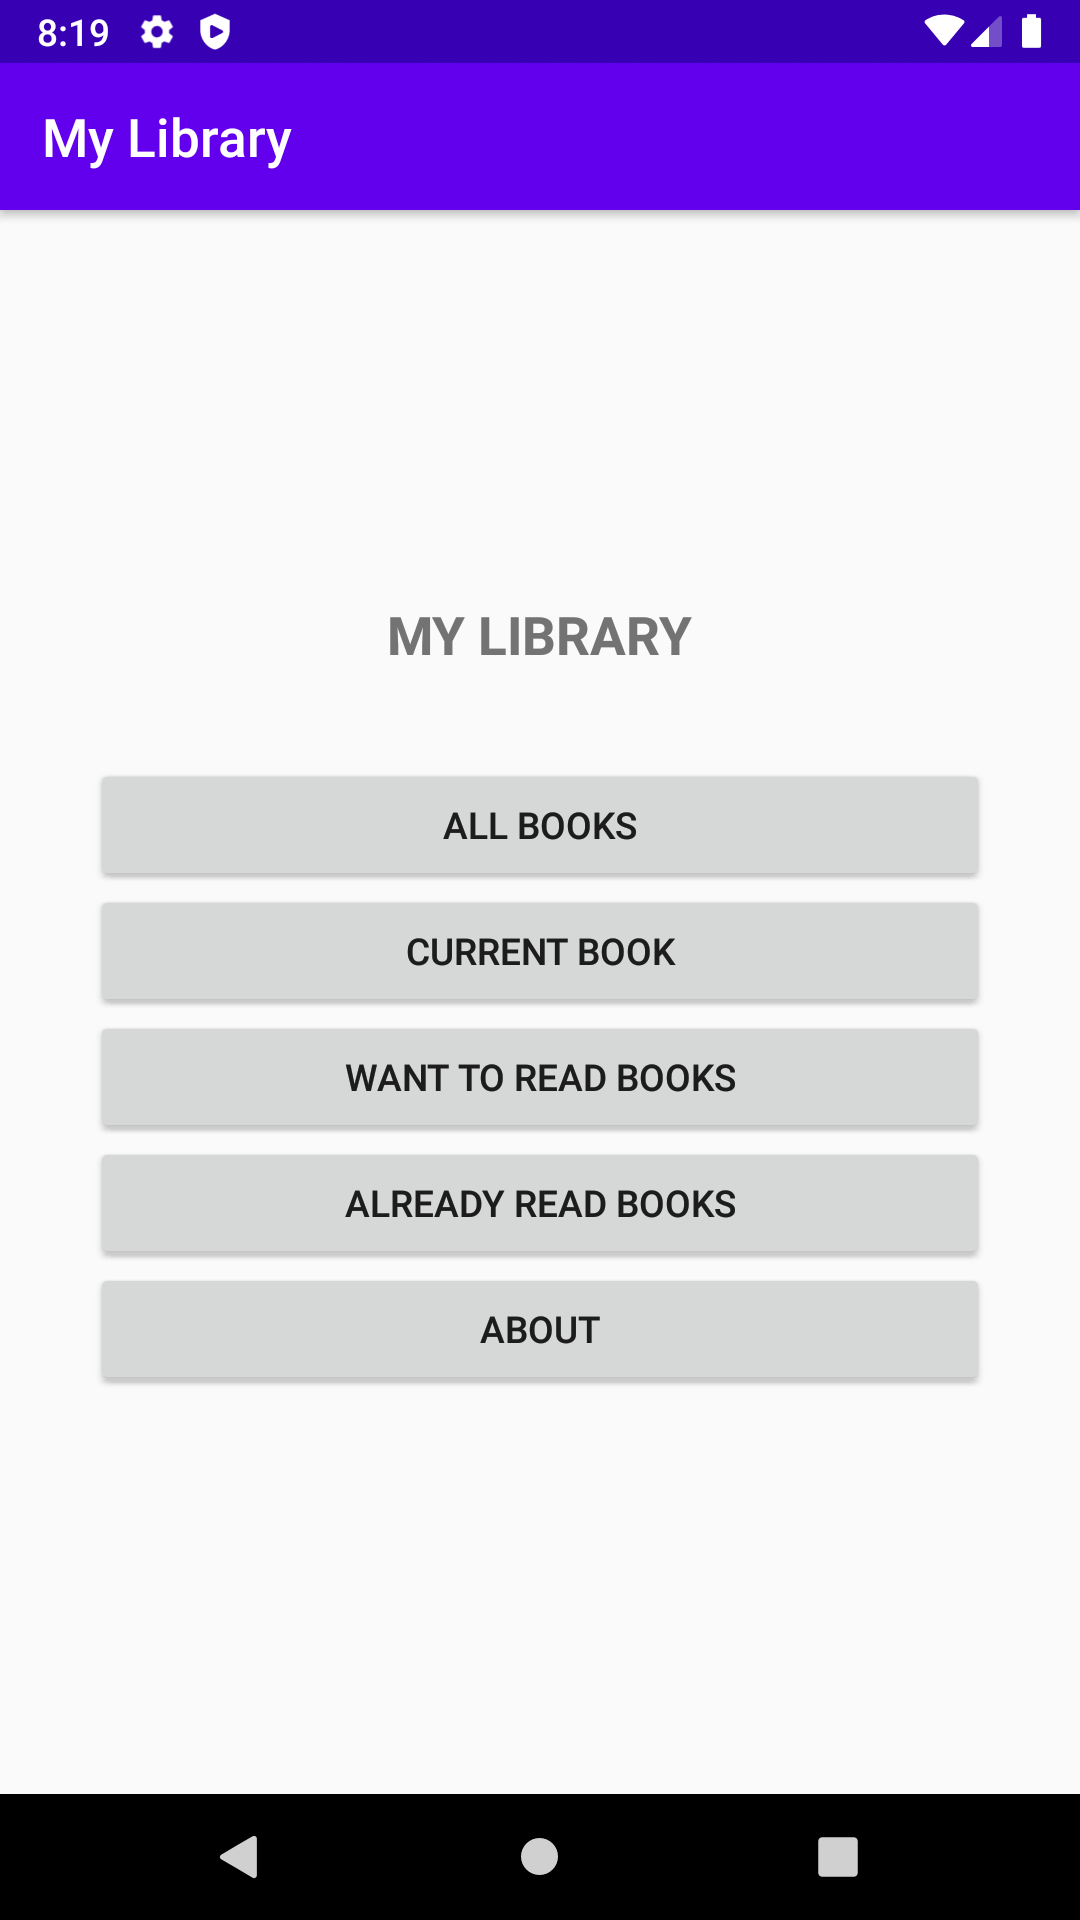 8:19
My Library
MY LIBRARY
ALL BOOKS
CURRENT BOOK
WANT TO READ BOOKS
ALREADY READ BOOKS
ABOUT